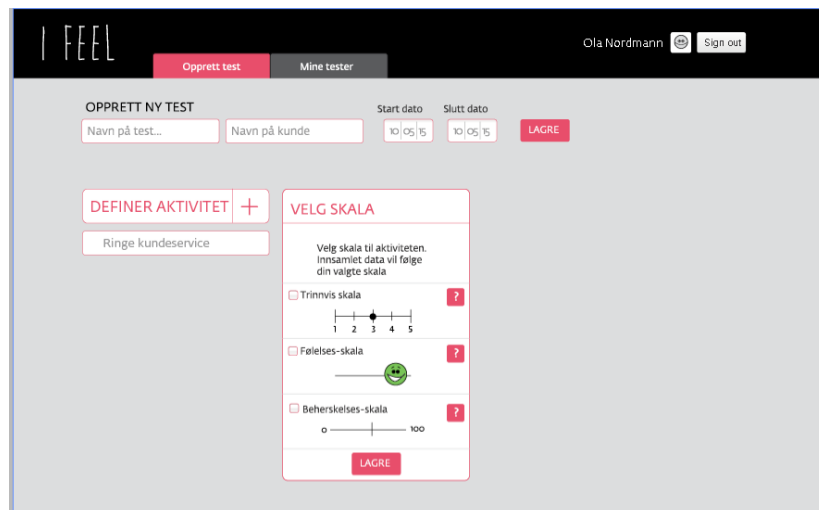 I FEEL
Ola Nordmann Sign out
Opprett test Mine tester
OPPRETT NY TEST Start dato Slutt dato
Navn på test... Navn på kunde 10 05 15 10 05 15 LAGRE
DEFINER AKTIVITET +
Ringe kundeservice
VELG SKALA
Velg skala til aktiviteten.
Innsamlet data vil følge
din valgte skala
Trinnvis skala ?
1 2 3 4 5
Følelses-skala ?
Beherskelses-skala ?
0 100
LAGRE